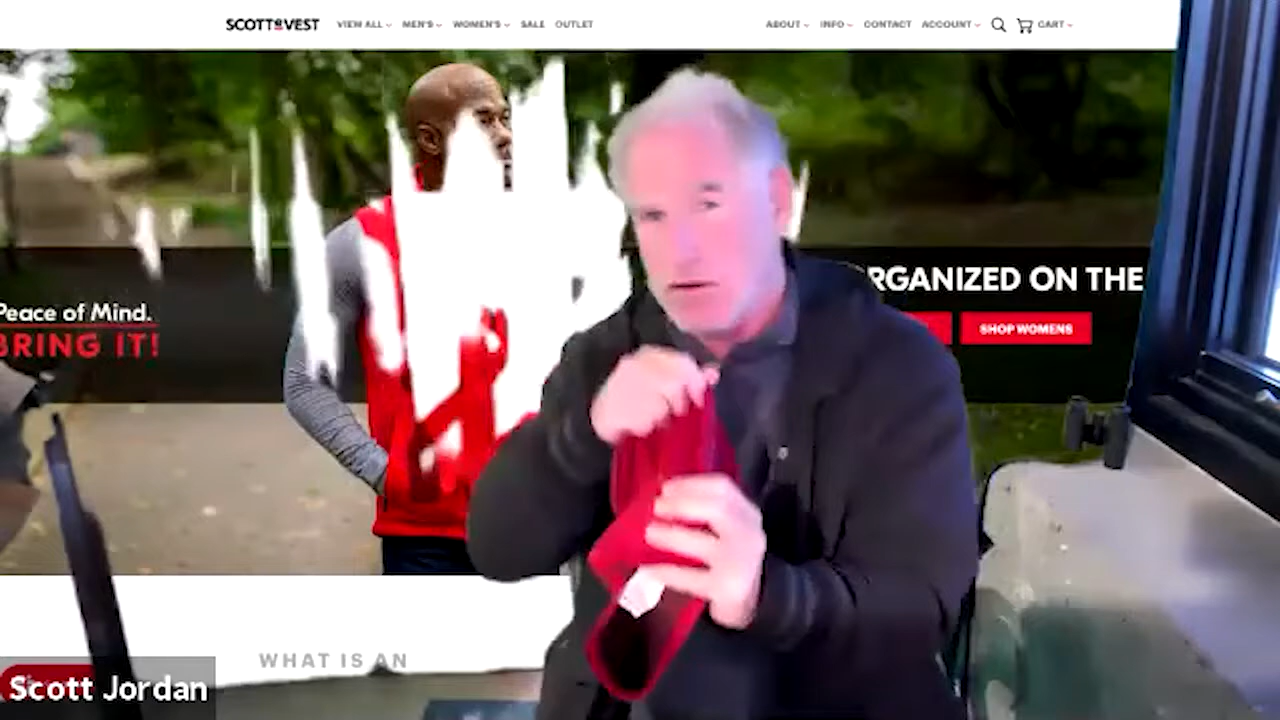 SCOTTEVEST VIEW ALL MEN'S WOMEN'S SALE OUTLET ABOUT INFO CONTACT ACCOUNT CART
RGANIZED ON THE
Peace of Mind.
BRING IT!
SHOP WOMENS
WHAT IS AN
Scott Jordan